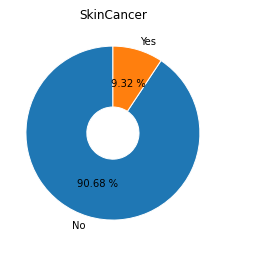 SkinCancer
Yes
9.32 %
90.68 %
No